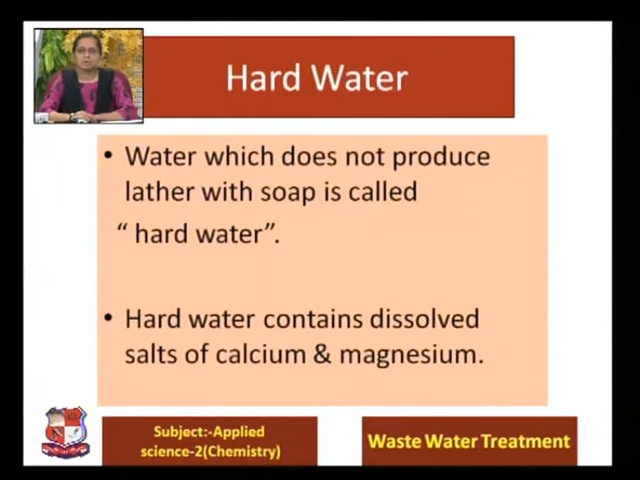 Hard Water
• Water which does not produce
lather with soap is called
“ hard water”.
• Hard water contains dissolved
salts of calcium & magnesium.
Subject:-Applied
science-2(Chemistry)
Waste Water Treatment